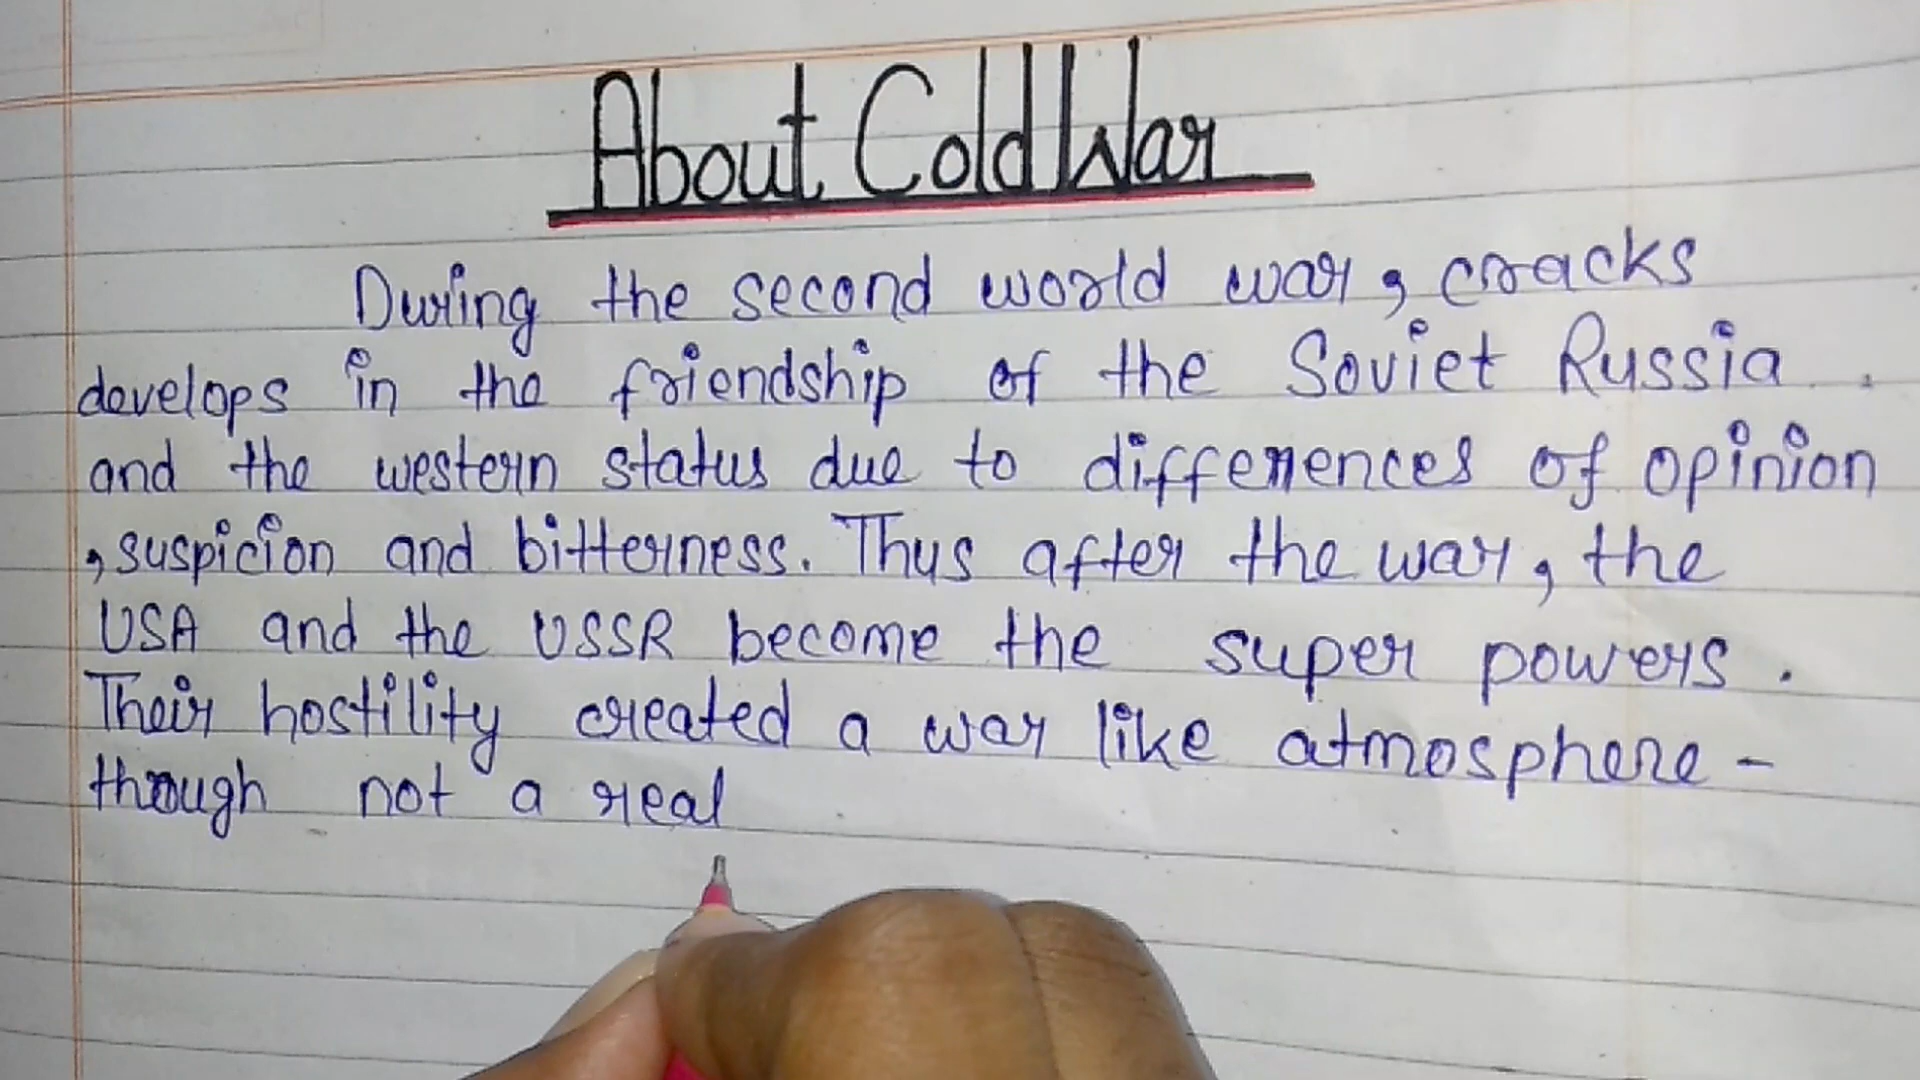 About Cold War
During the second world war, cracks
develops in the friendship of the Soviet Russia
and the western status due to differences of opinion
, suspicion and bitterness. Thus after the war, the
USA and the USSR become the super powers.
Their hostility created a war like atmosphere -
though not a real